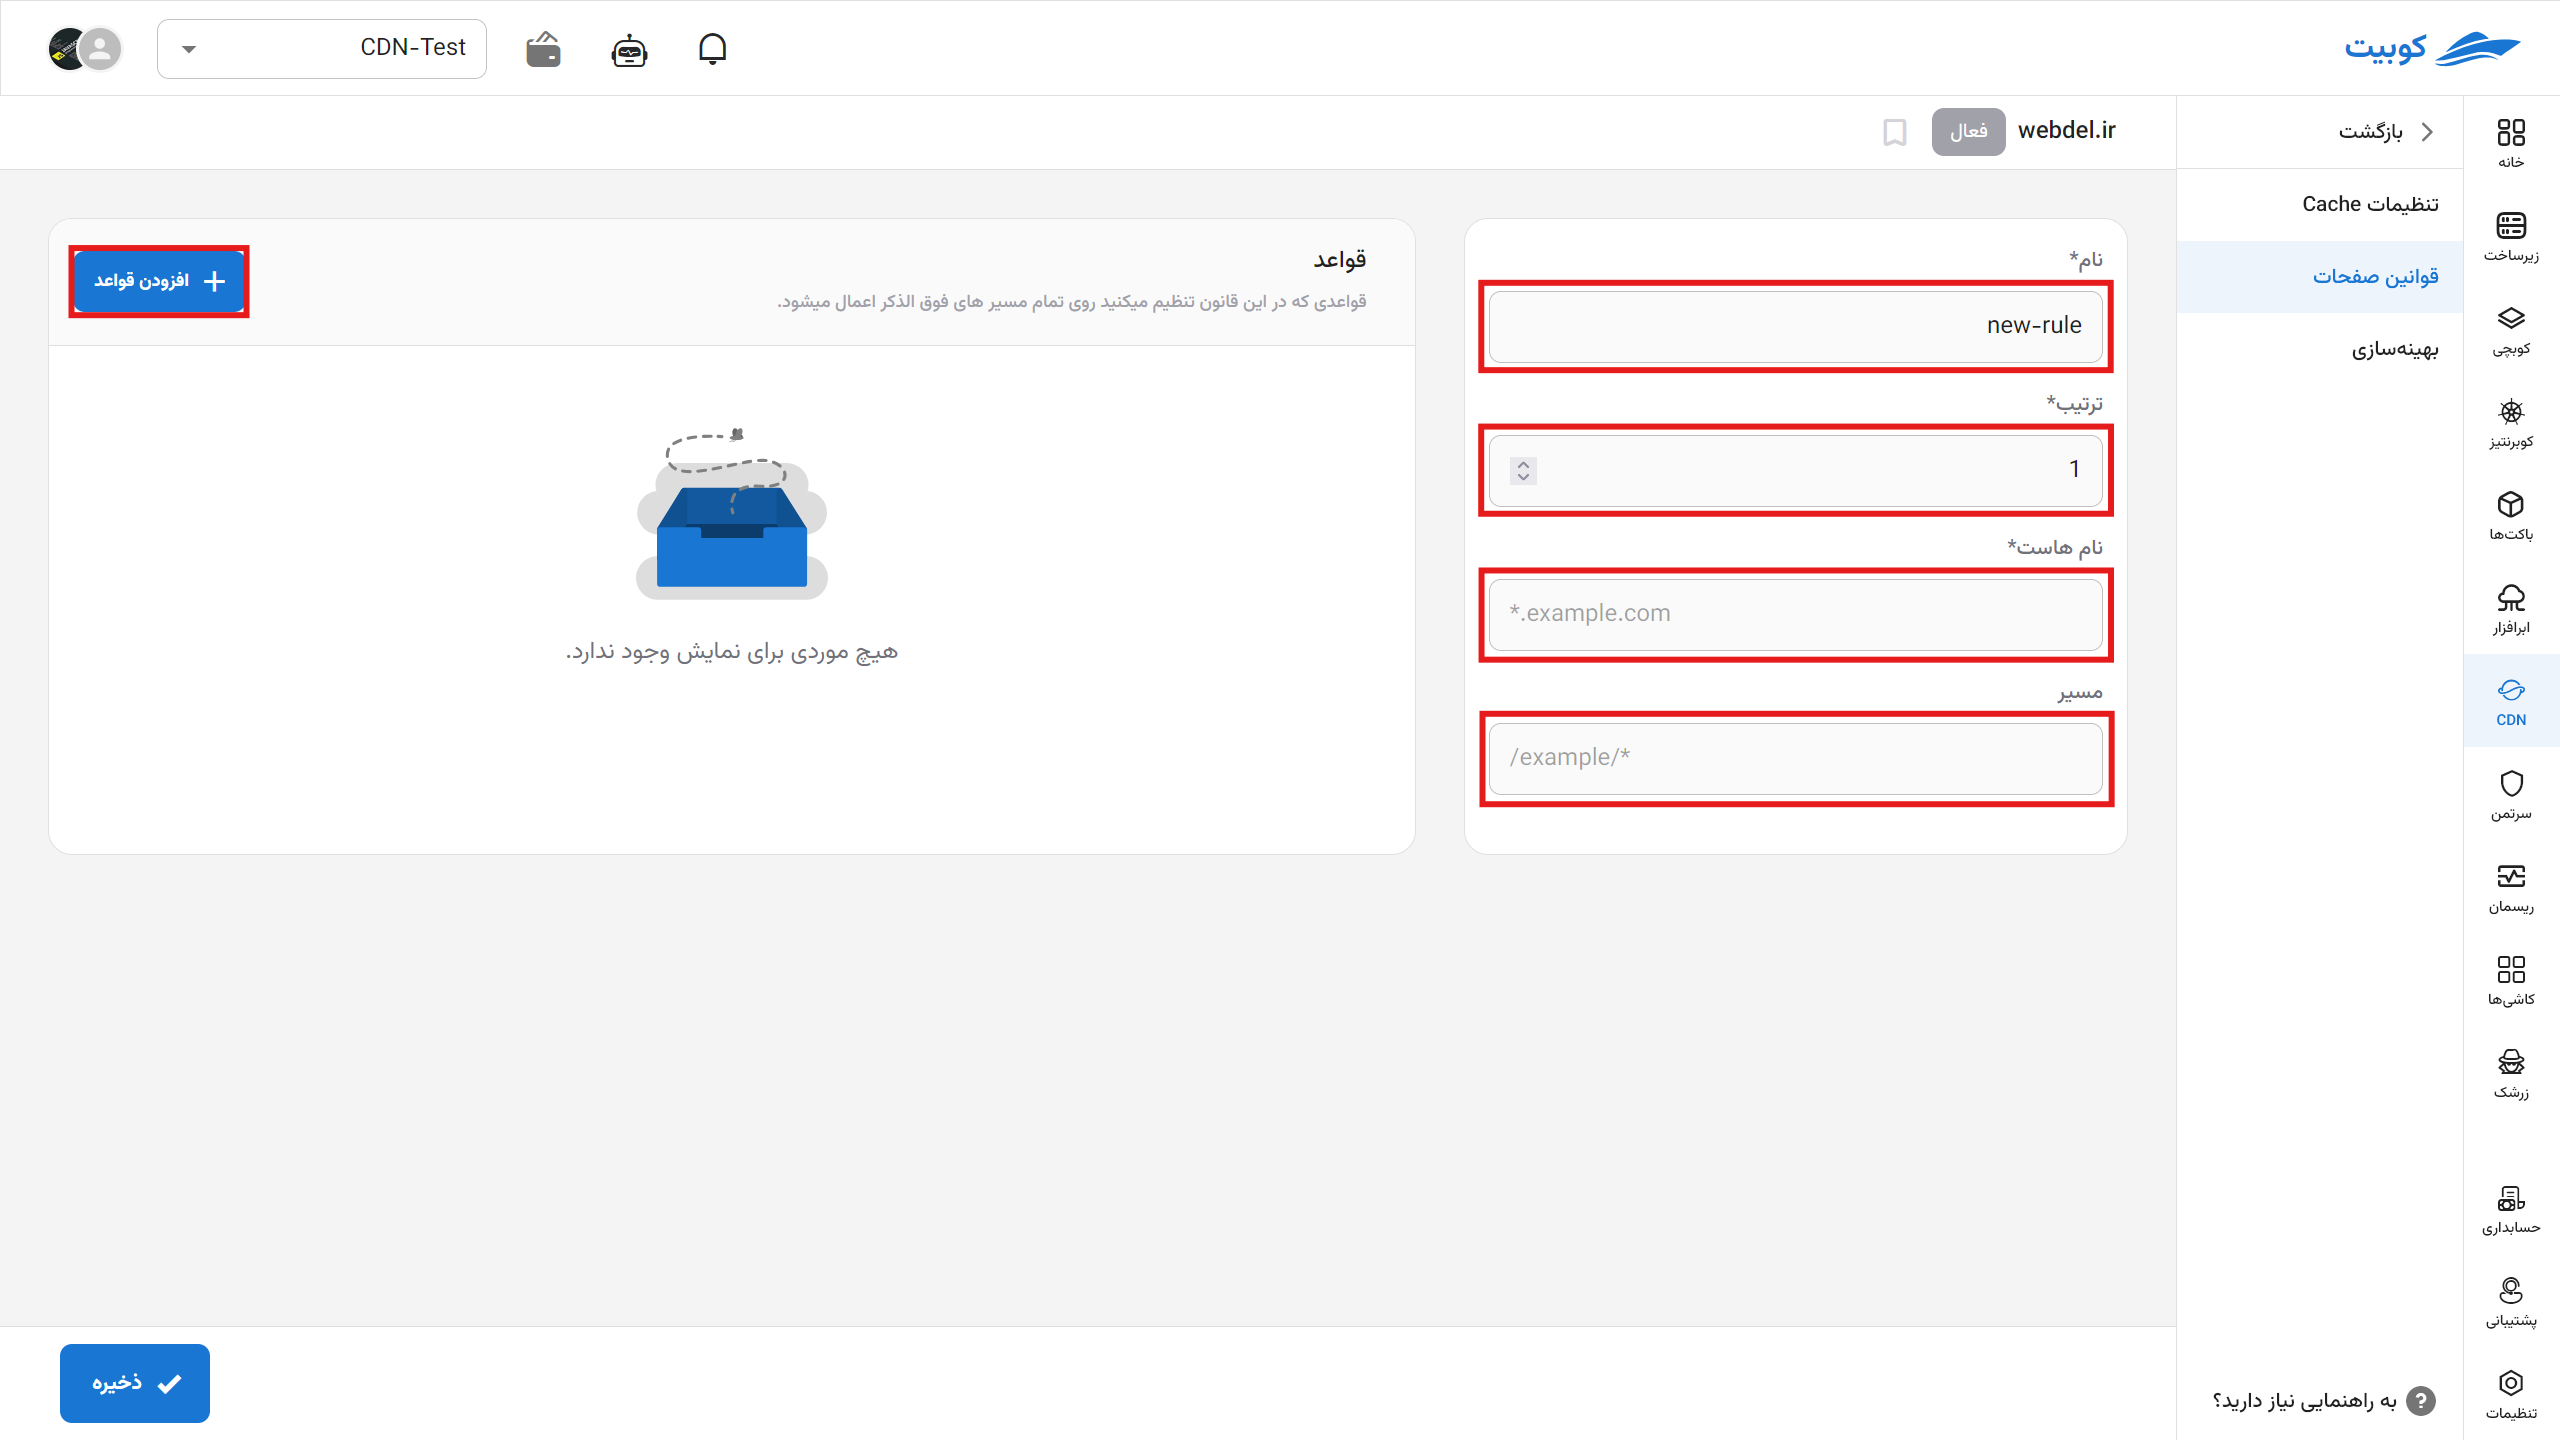 کوبیت
CDN-Test
خانه
زیرساخت
کوبچی
کوبرنتیز
باکت‌ها
ابرافزار
CDN
سرتمن
ریسمان
کاشی‌ها
زرشک
حسابداری
پشتیبانی
تنظیمات
بازگشت
تنظیمات Cache
قوانین صفحات
بهینه‌سازی
به راهنمایی نیاز دارید؟
webdel.ir
فعال
نام*
new-rule
ترتیب*
1
نام هاست*
*.example.com
مسیر
/example/*
قواعد
قواعدی که در این قانون تنظیم میکنید روی تمام مسیر های فوق الذکر اعمال میشود.
افزودن قواعد
هیچ موردی برای نمایش وجود ندارد.
ذخیره